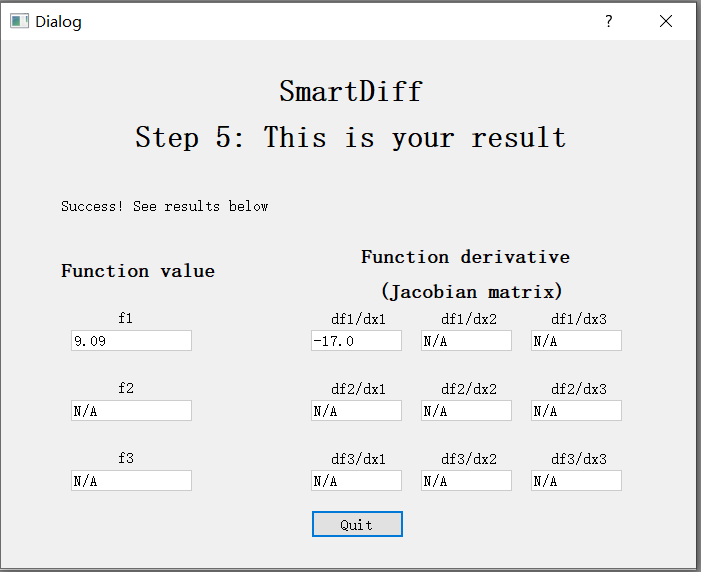 Dialog
?
SmartDiff
Step 5: This is your result
Success! See results below
Function value
Function derivative
(Jacobian matrix)
f1
df1/dx1 df1/dx2 df1/dx3
9.09
-17.0 N/A N/A
f2
df2/dx1 df2/dx2 df2/dx3
N/A
N/A N/A N/A
f3
df3/dx1 df3/dx2 df3/dx3
N/A
N/A N/A N/A
Quit